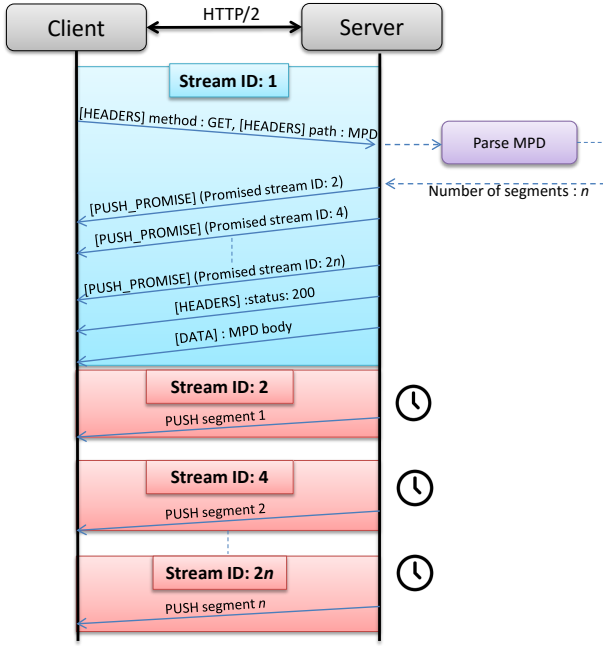 Client
HTTP/2
Server
Stream ID: 1
[HEADERS] method : GET, [HEADERS] path : MPD
Parse MPD
Number of segments : n
[PUSH_PROMISE] (Promised stream ID: 2)
[PUSH_PROMISE] (Promised stream ID: 4)
[PUSH_PROMISE] (Promised stream ID: 2n)
[HEADERS] :status: 200
[DATA] : MPD body
Stream ID: 2
PUSH segment 1
Stream ID: 4
PUSH segment 2
Stream ID: 2n
PUSH segment n